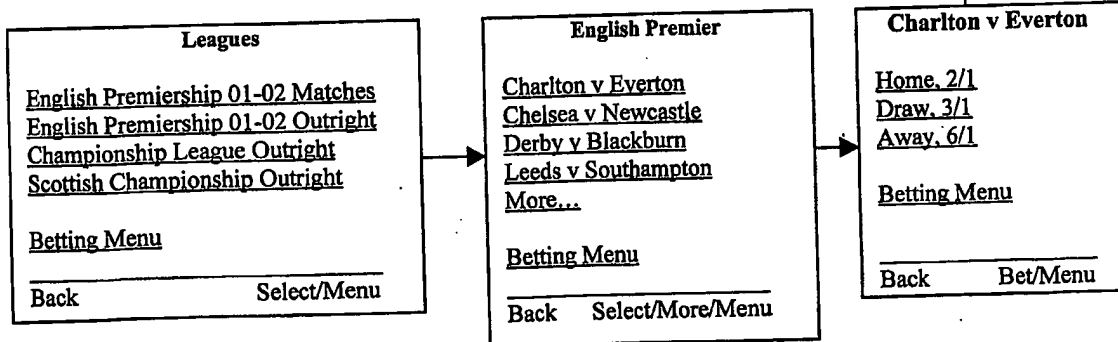 Leagues
English Premiership 01-02 Matches
English Premiership 01-02 Outright
Championship League Outright
Scottish Championship Outright
Betting Menu
Back Select/Menu
English Premier
Charlton v Everton
Chelsea v Newcastle
Derby v Blackburn
Leeds v Southampton
More...
Betting Menu
Back Select/More/Menu
Charlton v Everton
Home, 2/1
Draw, 3/1
Away, 6/1
Betting Menu
Back Bet/Menu